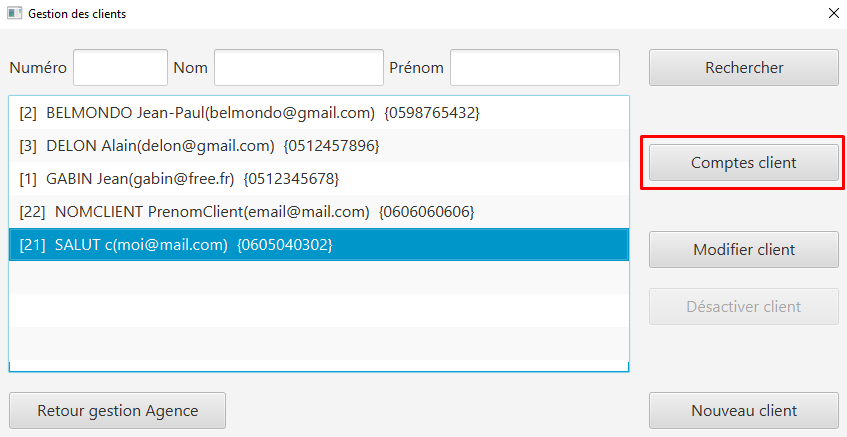 Gestion des clients
Numéro Nom Prénom Rechercher
[2] BELMONDO Jean-Paul(belmondo@gmail.com) {0598765432}
[3] DELON Alain(delon@gmail.com) {0512457896}
Comptes client
[1] GABIN Jean(gabin@free.fr) {0512345678}
[22] NOMCLIENT PrenomClient(email@mail.com) {0606060606}
[21] SALUT c(moi@mail.com) {0605040302}
Modifier client
Désactiver client
Retour gestion Agence Nouveau client